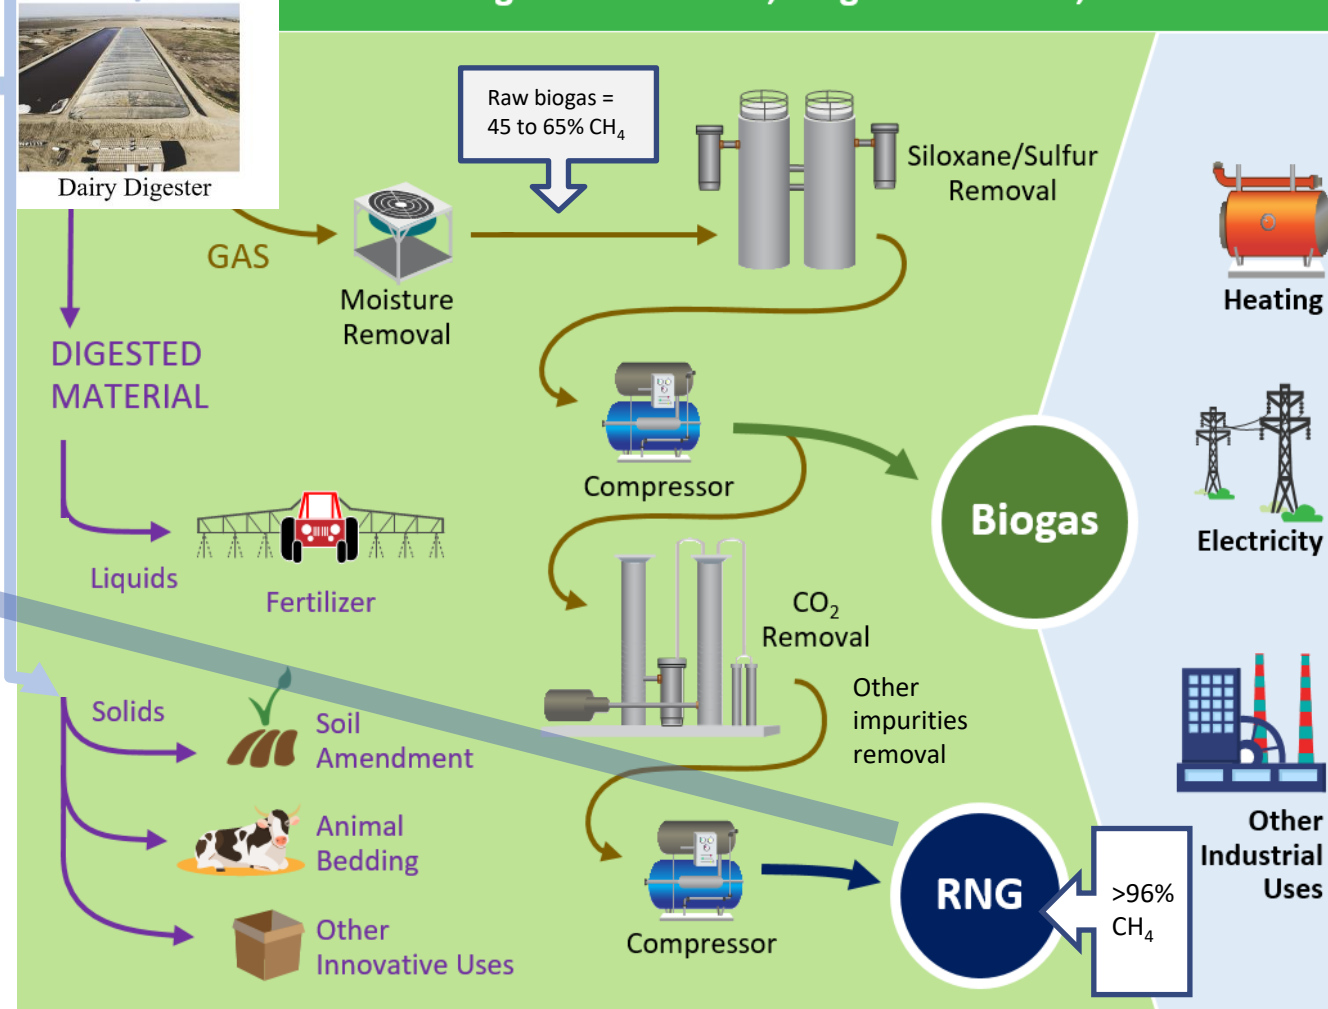 Dairy Digester
Raw biogas =
45 to 65% CH₄
Siloxane/Sulfur
Removal
GAS
Moisture
Removal
Heating
DIGESTED
MATERIAL
Compressor
Biogas
Electricity
Liquids
Fertilizer
CO₂
Removal
Other
impurities
removal
Solids
Soil
Amendment
Animal
Bedding
Other
Industrial
Uses
RNG
>96%
CH₄
Compressor
Other
Innovative Uses